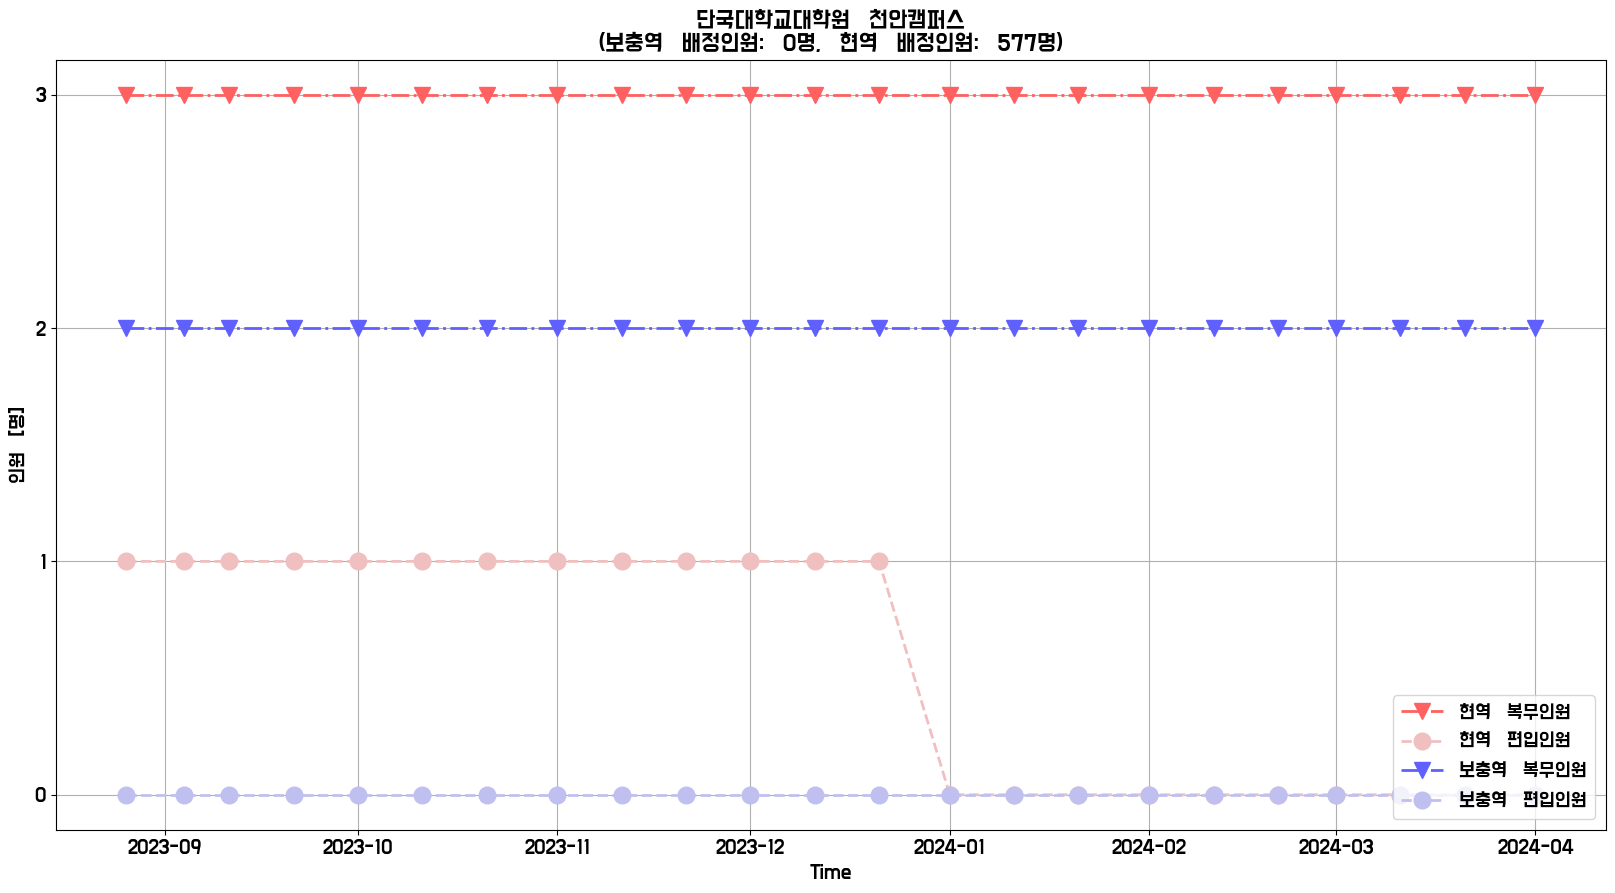 단국대학교대학원 천안캠퍼스
(보충역 배정인원: 0명, 현역 배정인원: 577명)
3
2
1
0
인원 [명]
2023-09 2023-10 2023-11 2023-12 2024-01 2024-02 2024-03 2024-04
Time
현역 복무인원
현역 편입인원
보충역 복무인원
보충역 편입인원